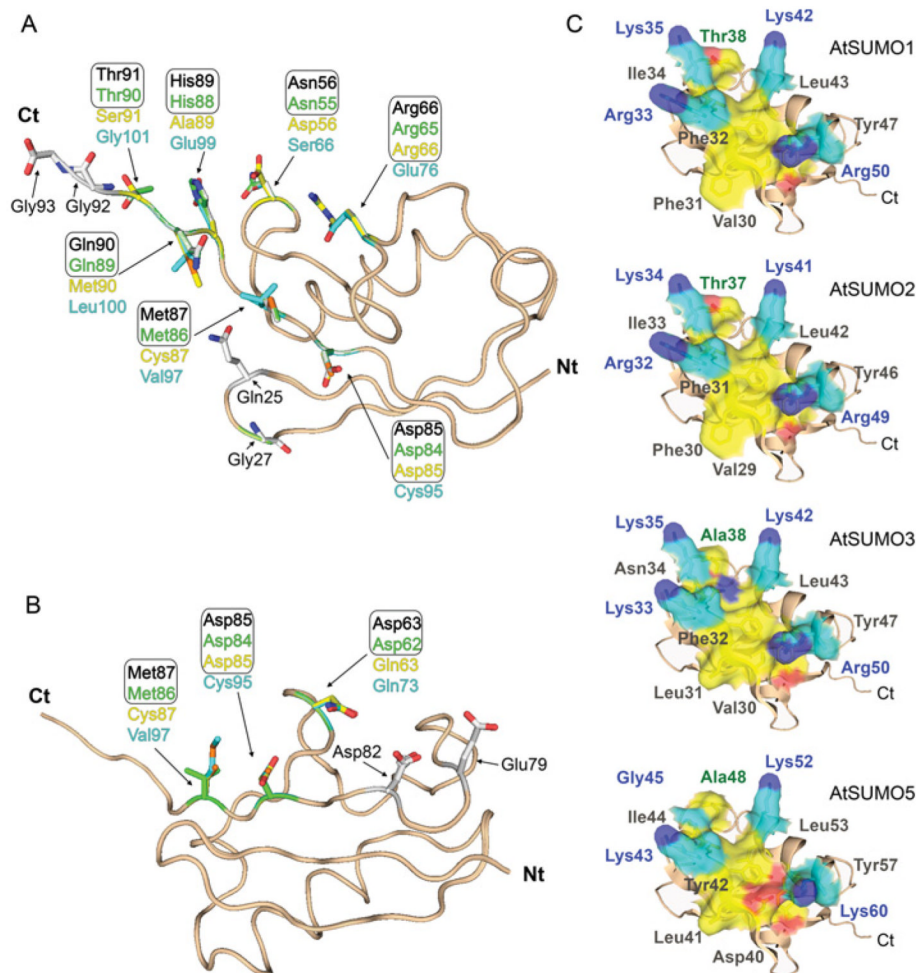 A
Thr91
Thr90
Ser91
Gly101
His89
His88
Ala89
Glu99
Asn56
Asn55
Asp56
Ser66
Arg66
Arg65
Arg66
Glu76
Ct
Gly93
Gly92
Gln90
Gln89
Met90
Leu100
Met87
Met86
Cys87
Val97
Gln25
Gly27
Nt
Asp85
Asp84
Asp85
Cys95
B
Asp85
Asp84
Asp85
Cys95
Asp63
Asp62
Gln63
Gln73
Met87
Met86
Cys87
Val97
Ct
Asp82
Glu79
Nt
C
Lys35
Lys42
Thr38
AtSUMO1
Ile34
Leu43
Arg33
Phe32
Tyr47
Arg50
Phe31
Val30
Ct
Lys34
Lys41
Thr37
AtSUMO2
Ile33
Leu42
Arg32
Phe31
Tyr46
Arg49
Phe30
Val29
Ct
Lys35
Lys42
Ala38
AtSUMO3
Asn34
Leu43
Lys33
Phe32
Tyr47
Arg50
Leu31
Val30
Ct
Gly45
Ala48
Lys52
AtSUMO5
Ile44
Leu53
Lys43
Tyr42
Tyr57
Lys60
Leu41
Asp40
Ct